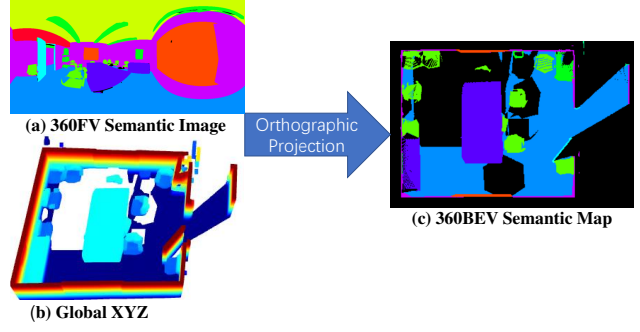 (a) 360FV Semantic Image
Orthographic
Projection
(b) Global XYZ
(c) 360BEV Semantic Map